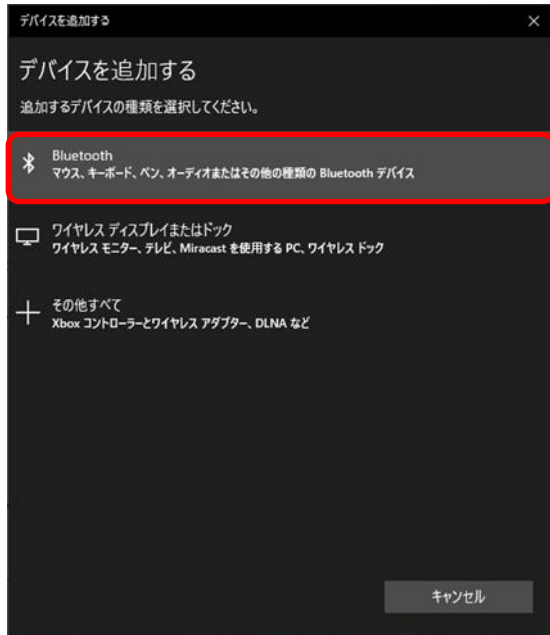 デバイスを追加する
デバイスを追加する
追加するデバイスの種類を選択してください。
Bluetooth
マウス、キーボード、ペン、オーディオまたはその他の種類の Bluetooth デバイス
ワイヤレス ディスプレイまたはドック
ワイヤレス モニター、テレビ、Miracast を使用する PC、ワイヤレス ドック
その他すべて
Xbox コントローラーとワイヤレス アダプター、DLNA など
キャンセル